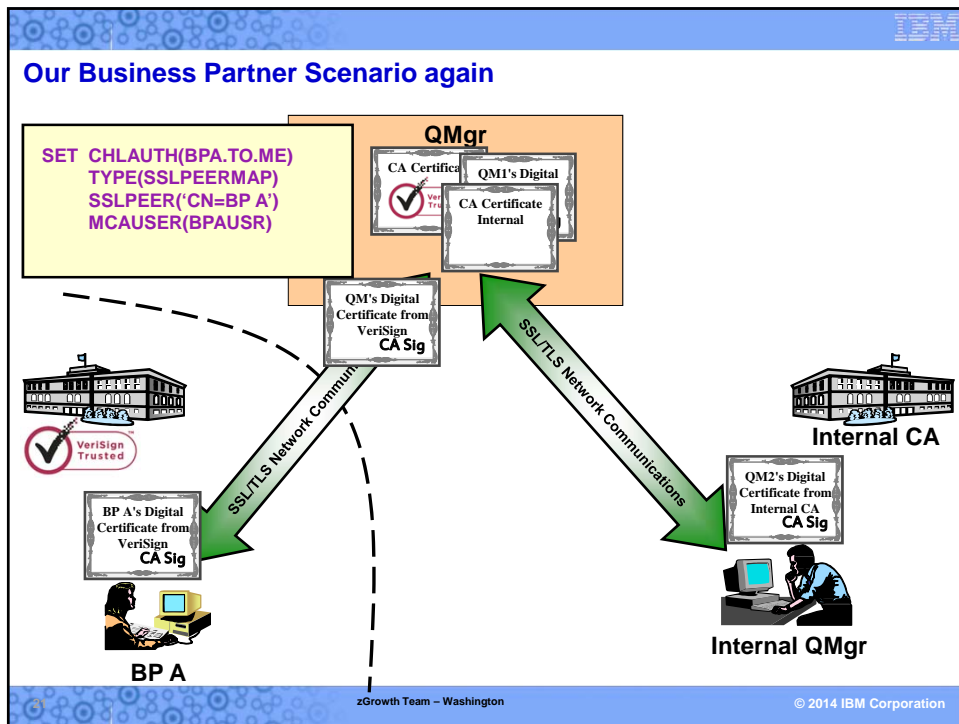 IBM
Our Business Partner Scenario again
SET CHLAUTH(BPA.TO.ME)
TYPE(SSLPEERMAP)
SSLPEER(‘CN=BP A’)
MCAUSER(BPAUSR)
QMgr
CA Certifica
QM1's Digital
CA Certificate
Internal
QM's Digital
Certificate from
VeriSign
CA Sig
SSL/TLS Network Commun
SSL/TLS Network Communications
VeriSign
Trusted
Internal CA
BP A's Digital
Certificate from
VeriSign
CA Sig
QM2's Digital
Certificate from
Internal CA
CA Sig
BP A
Internal QMgr
21
zGrowth Team – Washington
© 2014 IBM Corporation